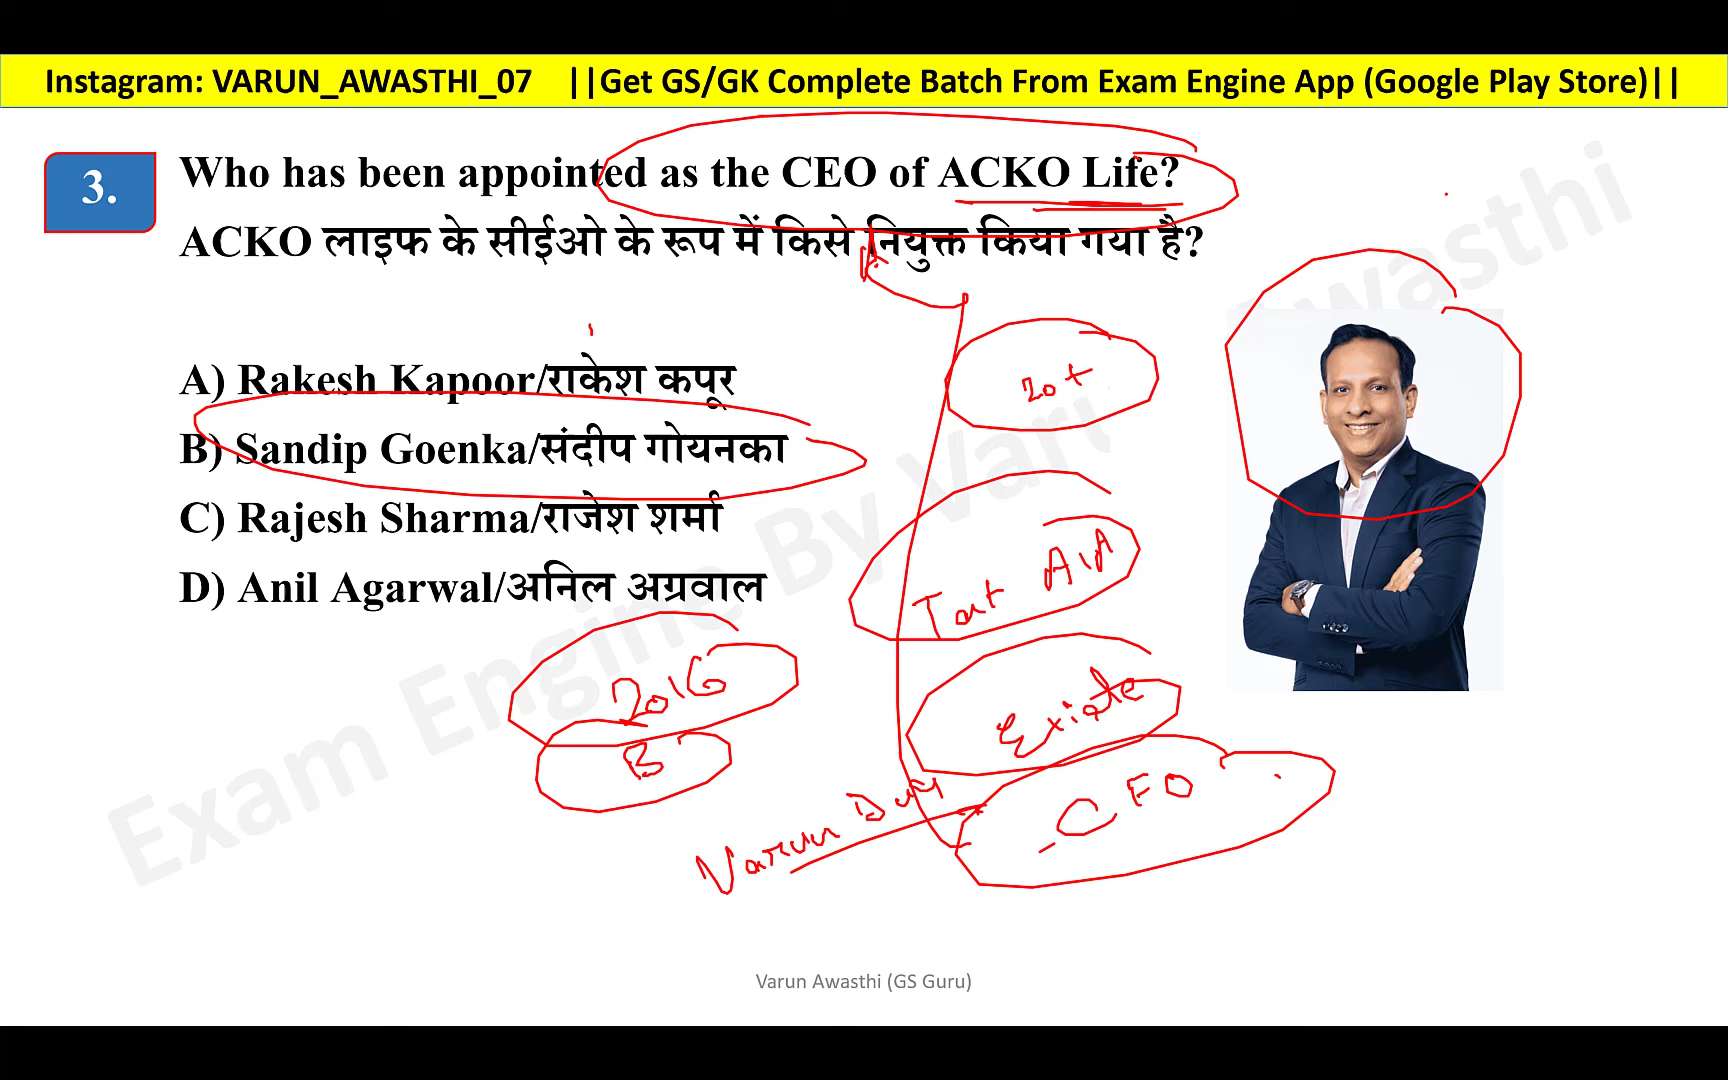 Instagram: VARUN_AWASTHI_07 ||Get GS/GK Complete Batch From Exam Engine App (Google Play Store)||
3.
Who has been appointed as the CEO of ACKO Life?
ACKO लाइफ के सीईओ के रूप में किसे नियुक्त किया गया है?
A) Rakesh Kapoor/राकेश कपूर
B) Sandip Goenka/संदीप गोयनका
C) Rajesh Sharma/राजेश शर्मा
D) Anil Agarwal/अनिल अग्रवाल
20+
Tat AIA
Exide
2016
B
CFO
Varun
Exam Engine By Varun Awasthi
Varun Awasthi (GS Guru)